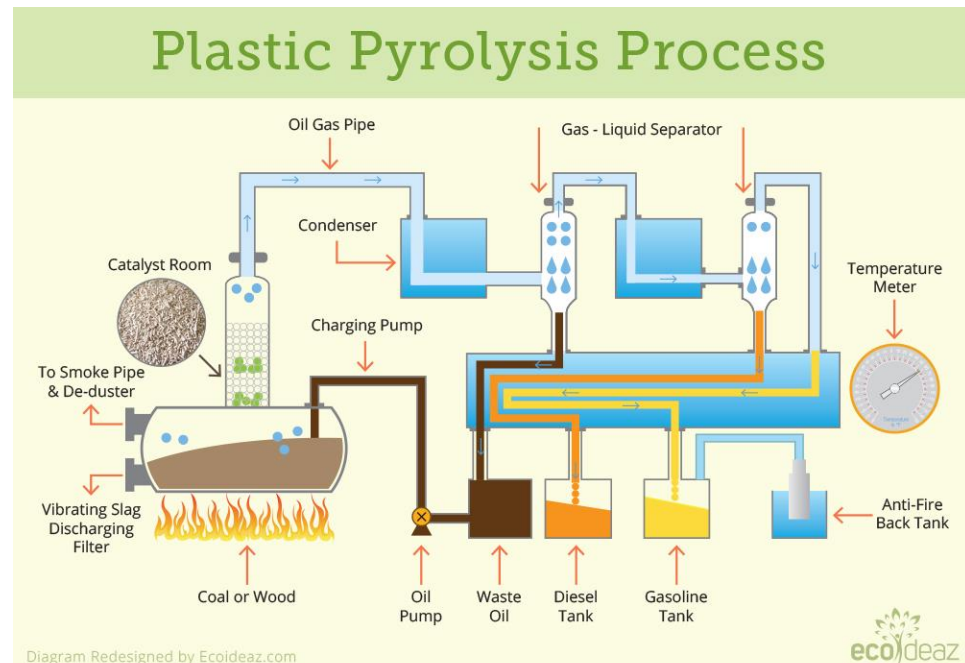 Plastic Pyrolysis Process
Oil Gas Pipe
Gas - Liquid Separator
Condenser
Catalyst Room
Temperature
Meter
Charging Pump
To Smoke Pipe
& De-duster
Vibrating Slag
Discharging
Filter
Anti-Fire
Back Tank
Coal or Wood
Oil
Pump
Waste
Oil
Diesel
Tank
Gasoline
Tank
Diagram Redesigned by Ecoideaz.com
ecoideaz